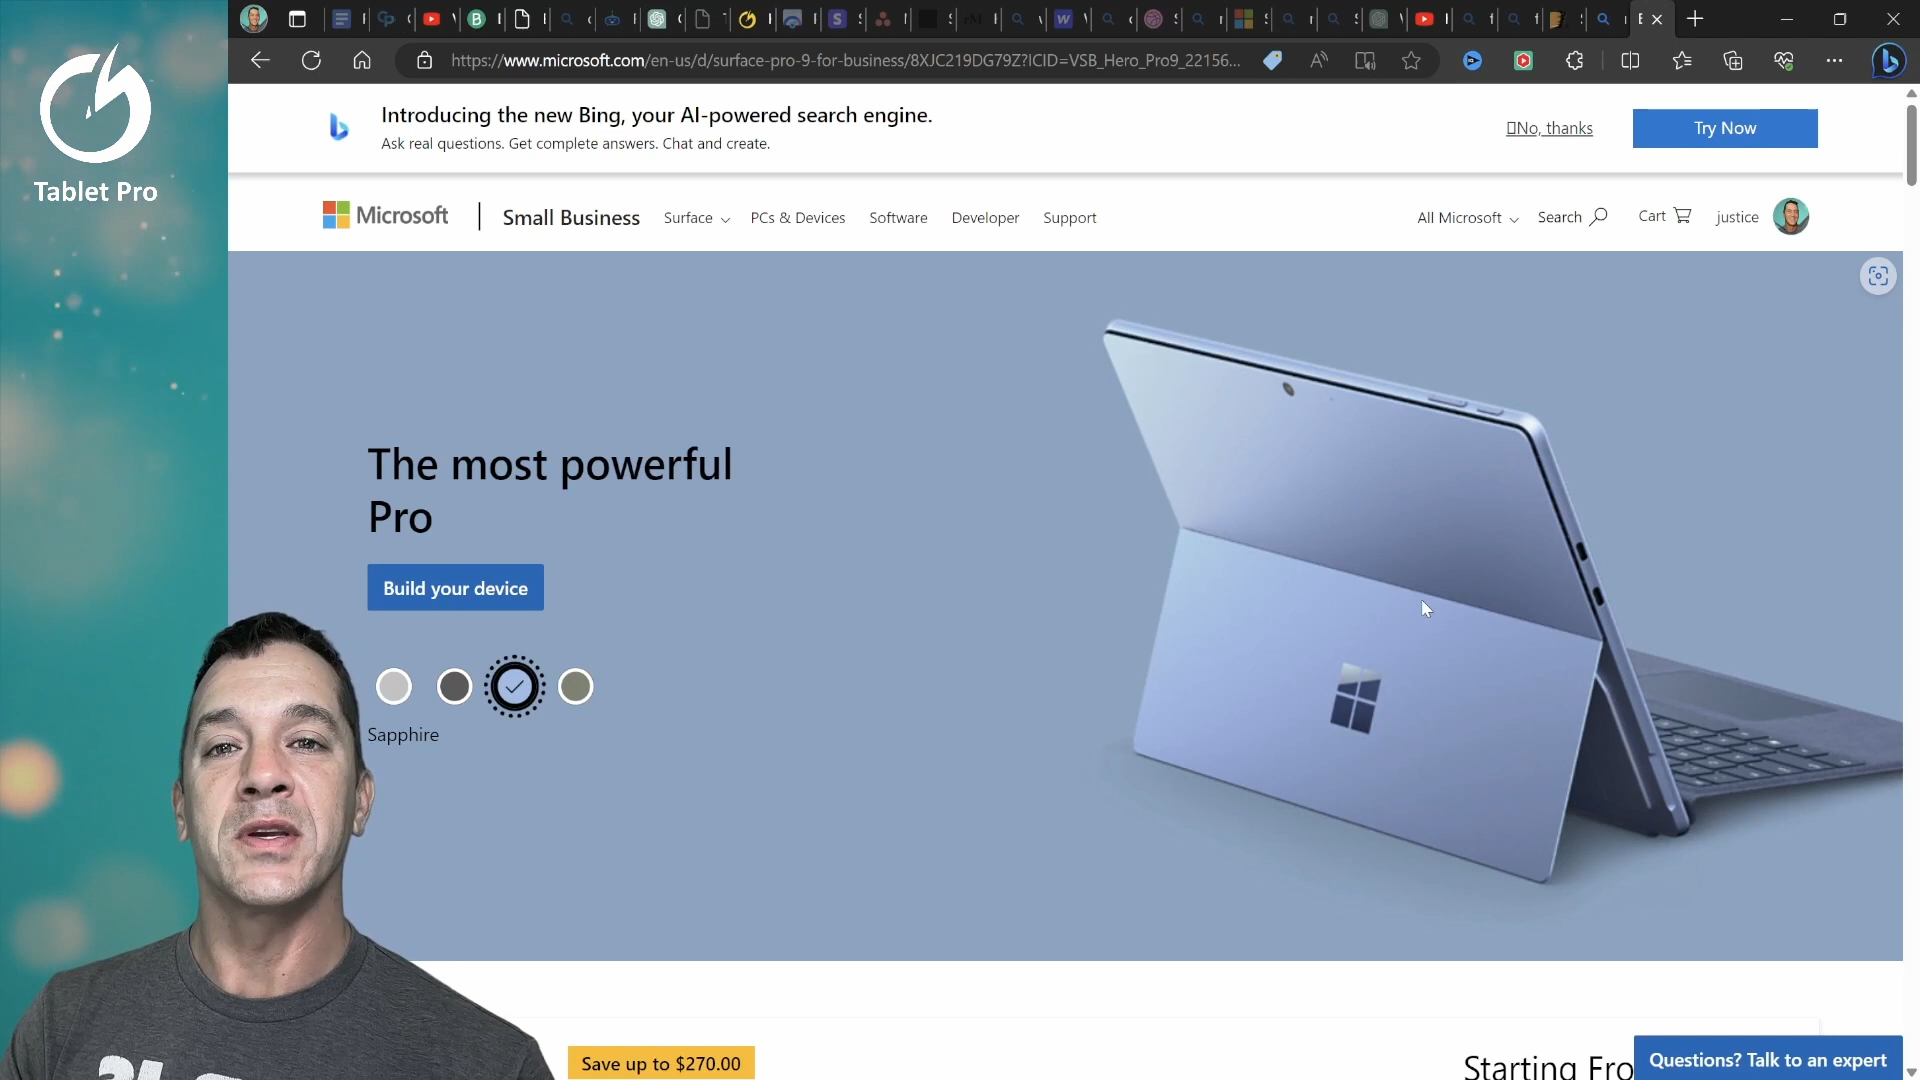 Tablet Pro
https://www.microsoft.com/en-us/d/surface-pro-9-for-business/8XJC219DG79Z?ICID=VSB_Hero_Pro9_22156...
Introducing the new Bing, your AI-powered search engine.
Ask real questions. Get complete answers. Chat and create.
No, thanks
Try Now
Microsoft
Small Business
Surface
PCs & Devices
Software
Developer
Support
All Microsoft
Search
Cart
justice
The most powerful
Pro
Build your device
Sapphire
Save up to $270.00
Starting Fro
Questions? Talk to an expert